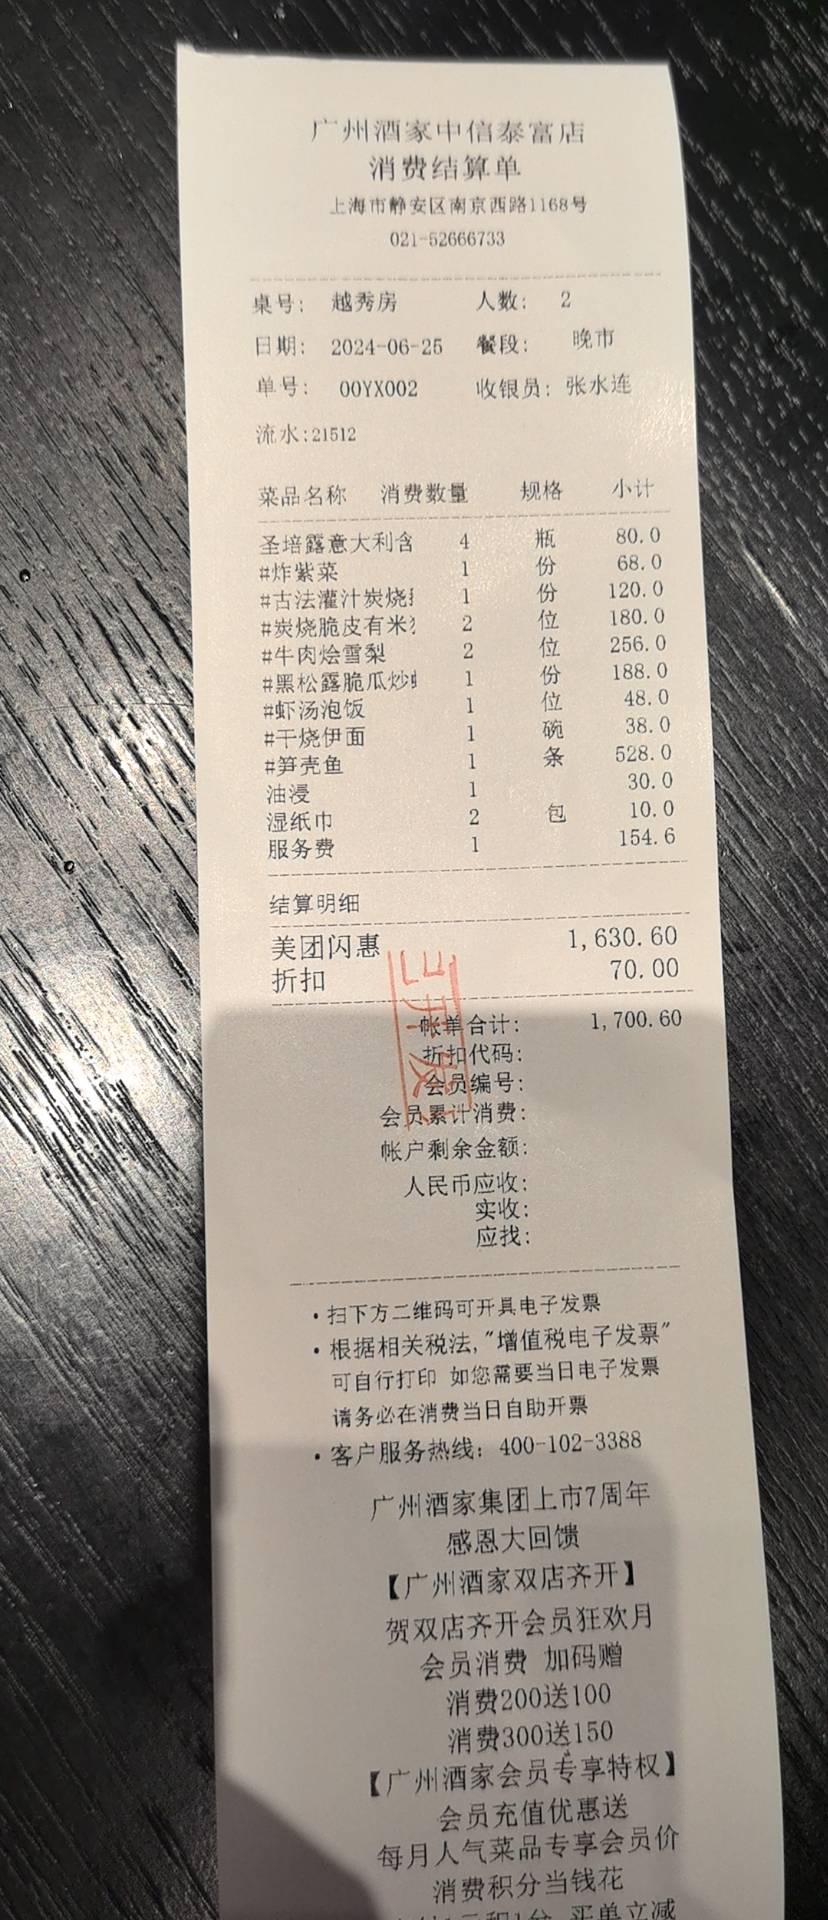 广州酒家中信泰富店
消费结算单
上海市静安区南京西路1168号
021-52666733
桌号: 越秀房 人数: 2
日期: 2024-06-25 餐段: 晚市
单号: 00YX002 收银员: 张水连
流水:21512
菜品名称 消费数量 规格 小计
圣培露意大利含 4 瓶 80.0
#炸紫菜 1 份 68.0
#古法灌汁炭烧 1 份 120.0
#炭烧脆皮有米 2 位 180.0
#牛肉烩雪梨 2 位 256.0
#黑松露脆瓜炒 1 份 188.0
#虾汤泡饭 1 位 48.0
#干烧伊面 1 碗 38.0
#笋壳鱼 1 条 528.0
油浸 1 30.0
湿纸巾 2 包 10.0
服务费 1 154.6
结算明细
美团闪惠 1,630.60
折扣 70.00
已开发
帐单合计: 1,700.60
折扣代码:
会员编号:
会员累计消费:
帐户剩余金额:
人民币应收:
实收:
应找:
·扫下方二维码可开具电子发票
·根据相关税法,"增值税电子发票"
可自行打印 如您需要当日电子发票
请务必在消费当日自助开票
·客户服务热线: 400-102-3388
广州酒家集团上市7周年
感恩大回馈
【广州酒家双店齐开】
贺双店齐开会员狂欢月
会员消费 加码赠
消费200送100
消费300送150
【广州酒家会员专享特权】
会员充值优惠送
每月人气菜品专享会员价
消费积分当钱花
买单立减